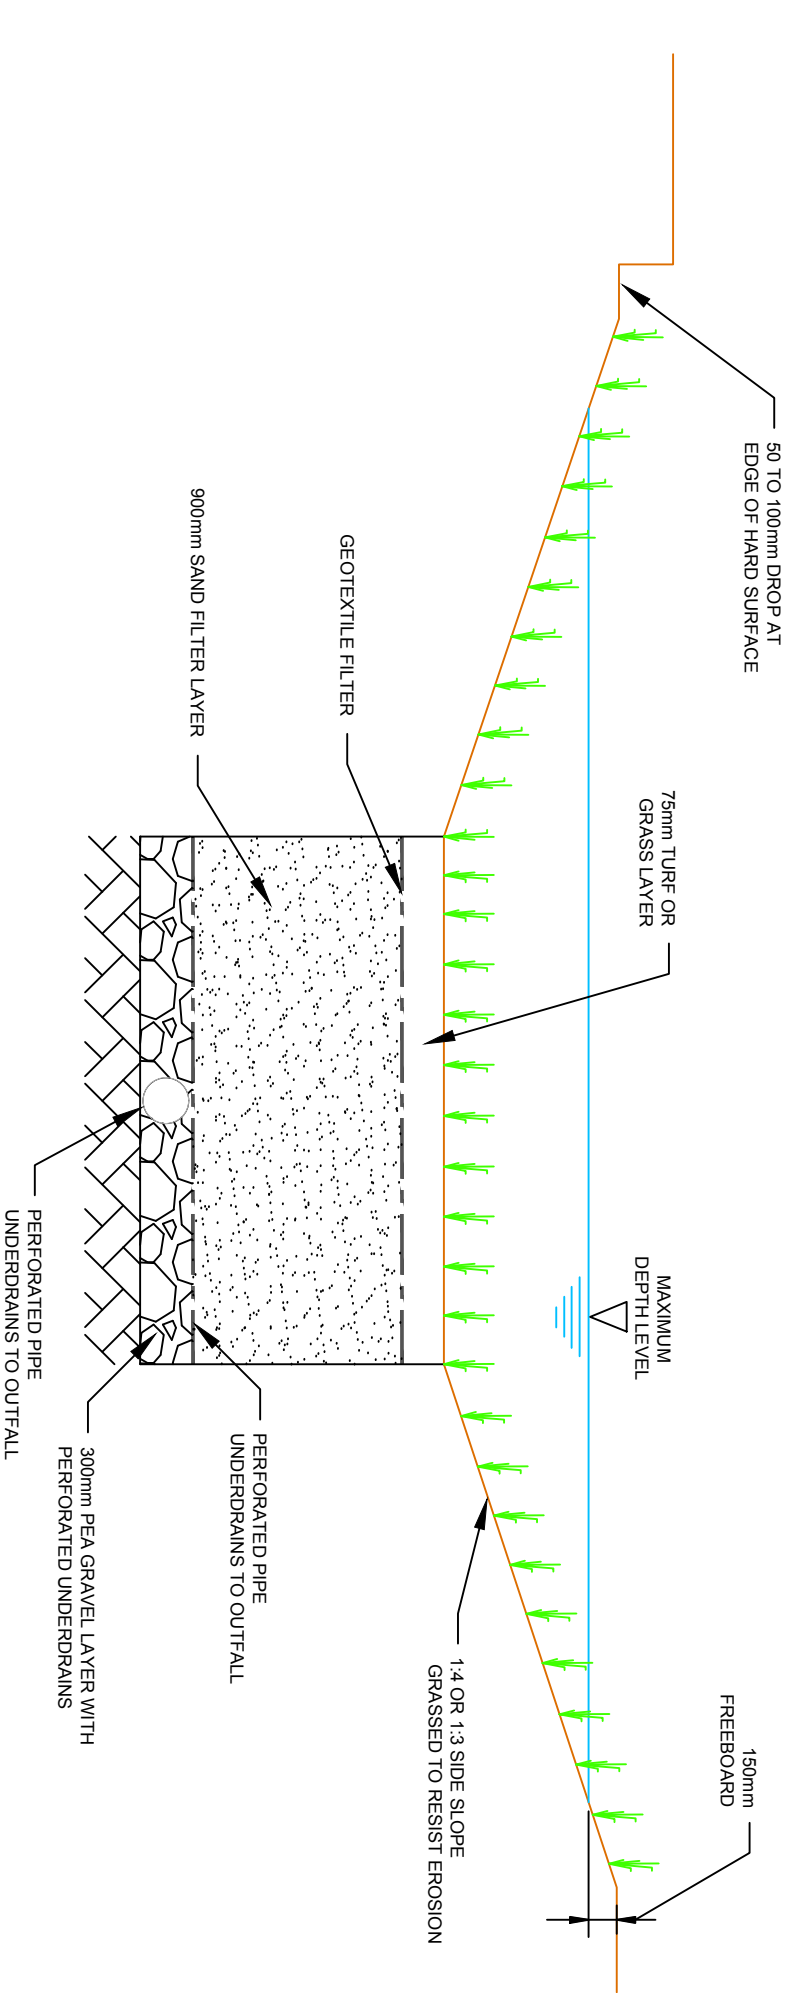 50 TO 100mm DROP AT
EDGE OF HARD SURFACE
150mm
FREEBOARD
MAXIMUM
DEPTH LEVEL
75mm TURF OR
GRASS LAYER
GEOTEXTILE FILTER
900mm SAND FILTER LAYER
1:4 OR 1:3 SIDE SLOPE
GRASSED TO RESIST EROSION
PERFORATED PIPE
UNDERDRAINS TO OUTFALL
300mm PEA GRAVEL LAYER WITH
PERFORATED UNDERDRAINS
PERFORATED PIPE
UNDERDRAINS TO OUTFALL